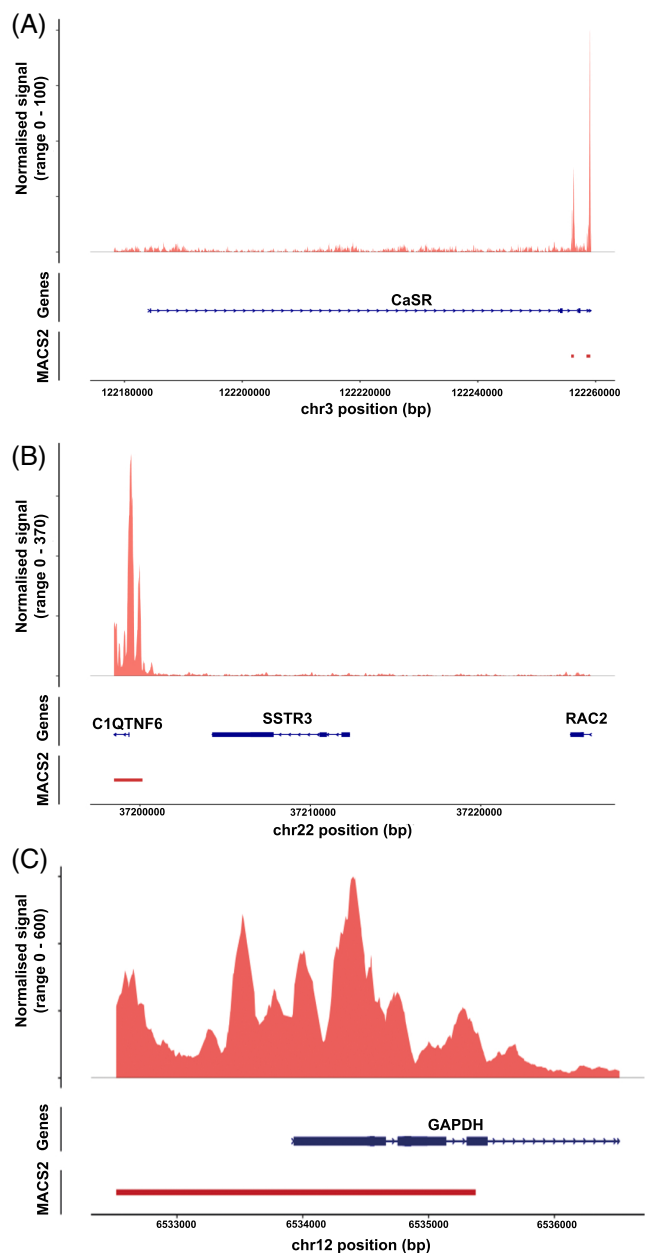 (A)
Normalised signal
(range 0 - 100)
Genes
CaSR
MACS2
122180000 122200000 122220000 122240000 122260000
chr3 position (bp)
(B)
Normalised signal
(range 0 - 370)
Genes
C1QTNF6 SSTR3 RAC2
MACS2
37200000 37210000 37220000
chr22 position (bp)
(C)
Normalised signal
(range 0 - 600)
Genes
GAPDH
MACS2
6533000 6534000 6535000 6536000
chr12 position (bp)